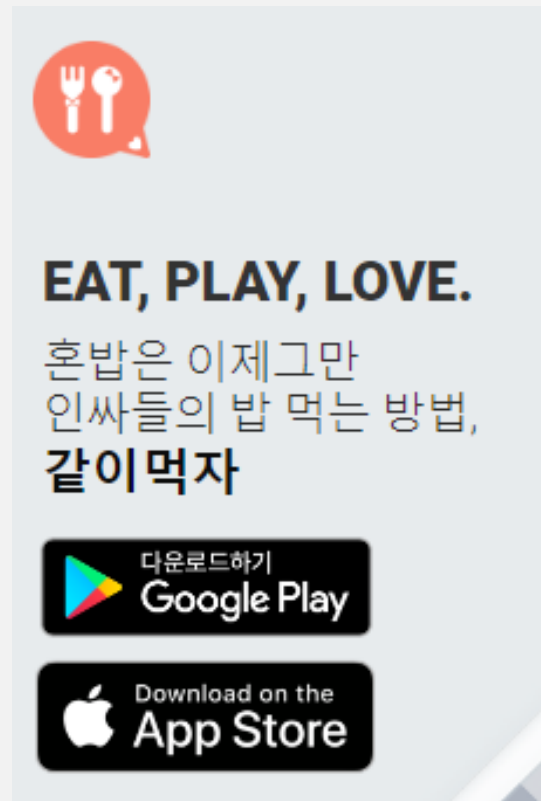 EAT, PLAY, LOVE.
혼밥은 이제그만
인싸들의 밥 먹는 방법,
같이먹자
다운로드하기
Google Play
Download on the
App Store